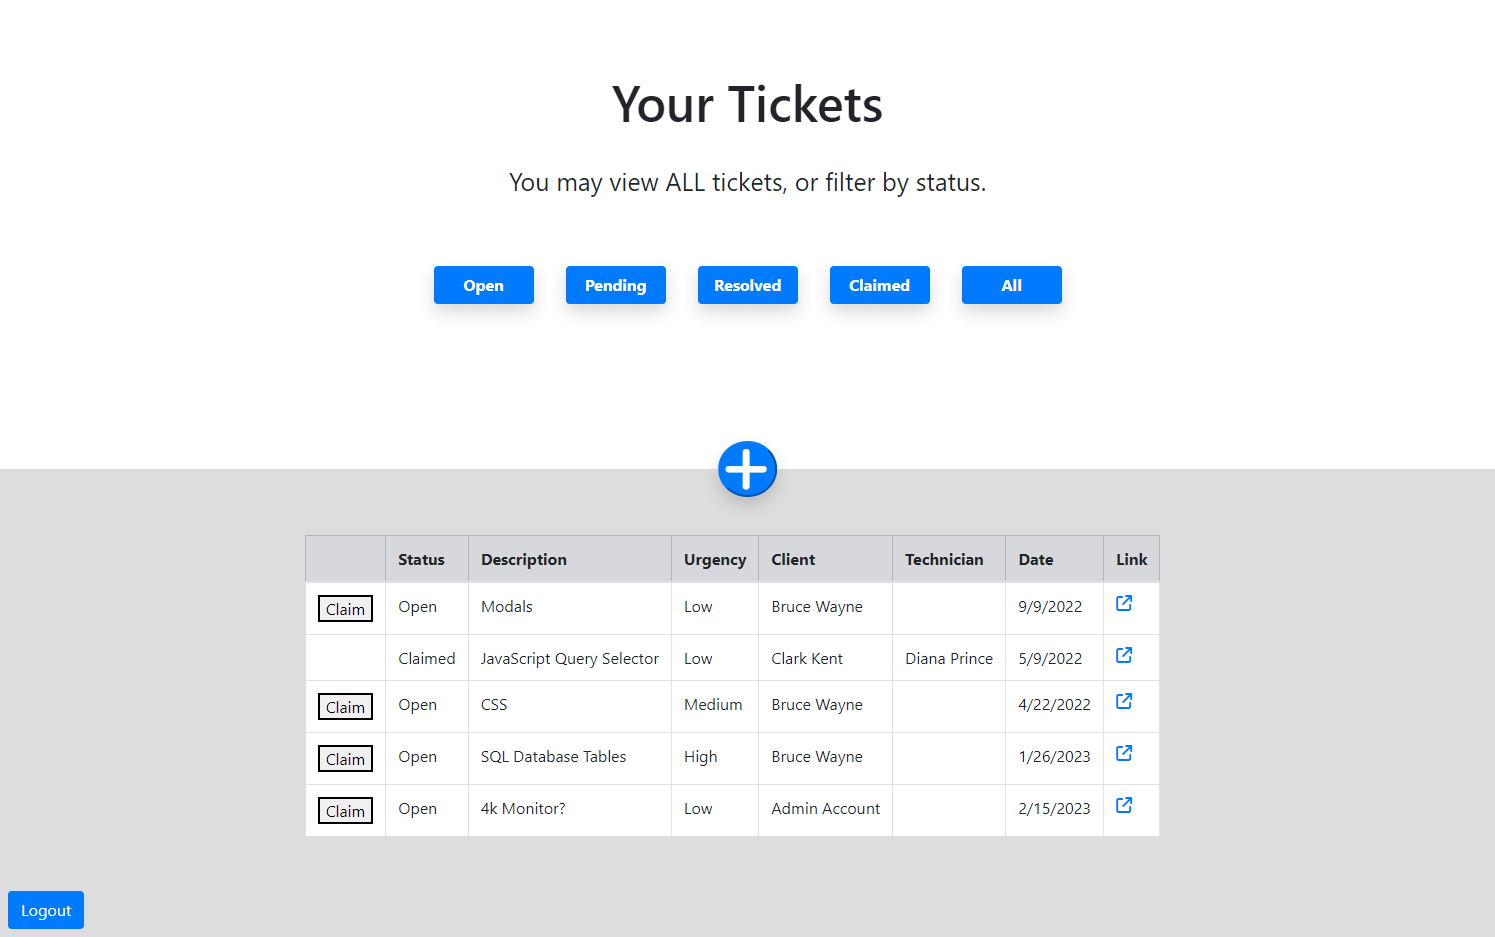 Your Tickets
You may view ALL tickets, or filter by status.
Open Pending Resolved Claimed All
Status Description Urgency Client Technician Date Link
Claim Open Modals Low Bruce Wayne 9/9/2022
Claimed JavaScript Query Selector Low Clark Kent Diana Prince 5/9/2022
Claim Open CSS Medium Bruce Wayne 4/22/2022
Claim Open SQL Database Tables High Bruce Wayne 1/26/2023
Claim Open 4k Monitor? Low Admin Account 2/15/2023
Logout